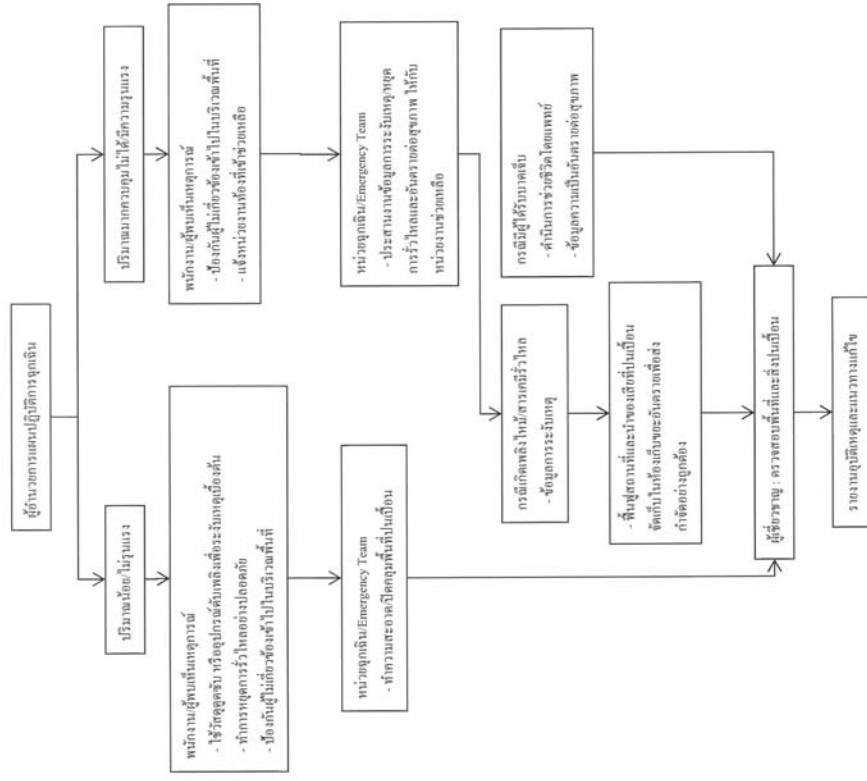 ผู้อำนวยการแผนปฏิบัติการฉุกเฉิน
ปริมาณน้อย/ไม่รุนแรง
พนักงาน/ผู้พบเห็นเหตุการณ์
- ใช้วัสดุดูดซับ หรืออุปกรณ์ดับเพลิงเพื่อระงับเหตุเบื้องต้น
- ทำการหยุดการรั่วไหลอย่างปลอดภัย
- ป้องกันผู้ไม่เกี่ยวข้องเข้าไปในบริเวณพื้นที่
หน่วยฉุกเฉิน/Emergency Team
- ทำความสะอาด/ปิดคลุมพื้นที่ปนเปื้อน
ปริมาณมากควบคุมไม่ได้มีความรุนแรง
พนักงาน/ผู้พบเห็นเหตุการณ์
- ป้องกันผู้ไม่เกี่ยวข้องเข้าไปในบริเวณพื้นที่
- แจ้งหน่วยงานท้องที่เข้าช่วยเหลือ
หน่วยฉุกเฉิน/Emergency Team
- ประสานงานข้อมูลการระงับเหตุ/หยุด
การรั่วไหลและอันตรายต่อสุขภาพ ให้กับ
หน่วยงานช่วยเหลือ
กรณีเกิดเพลิงไหม้/สารเคมีรั่วไหล
- ข้อมูลการระงับเหตุ
- ฟื้นฟูสถานที่และนำของเสียที่ปนเปื้อน
จัดเก็บในห้องเก็บขยะอันตรายเพื่อส่ง
กำจัดอย่างถูกต้อง
กรณีมีผู้ได้รับบาดเจ็บ
- ดำเนินการช่วยชีวิตโดยแพทย์
- ข้อมูลความเป็นอันตรายต่อสุขภาพ
ผู้เชี่ยวชาญ : ตรวจสอบพื้นที่และสิ่งปนเปื้อน
รายงานอุบัติเหตุและแนวทางแก้ไข